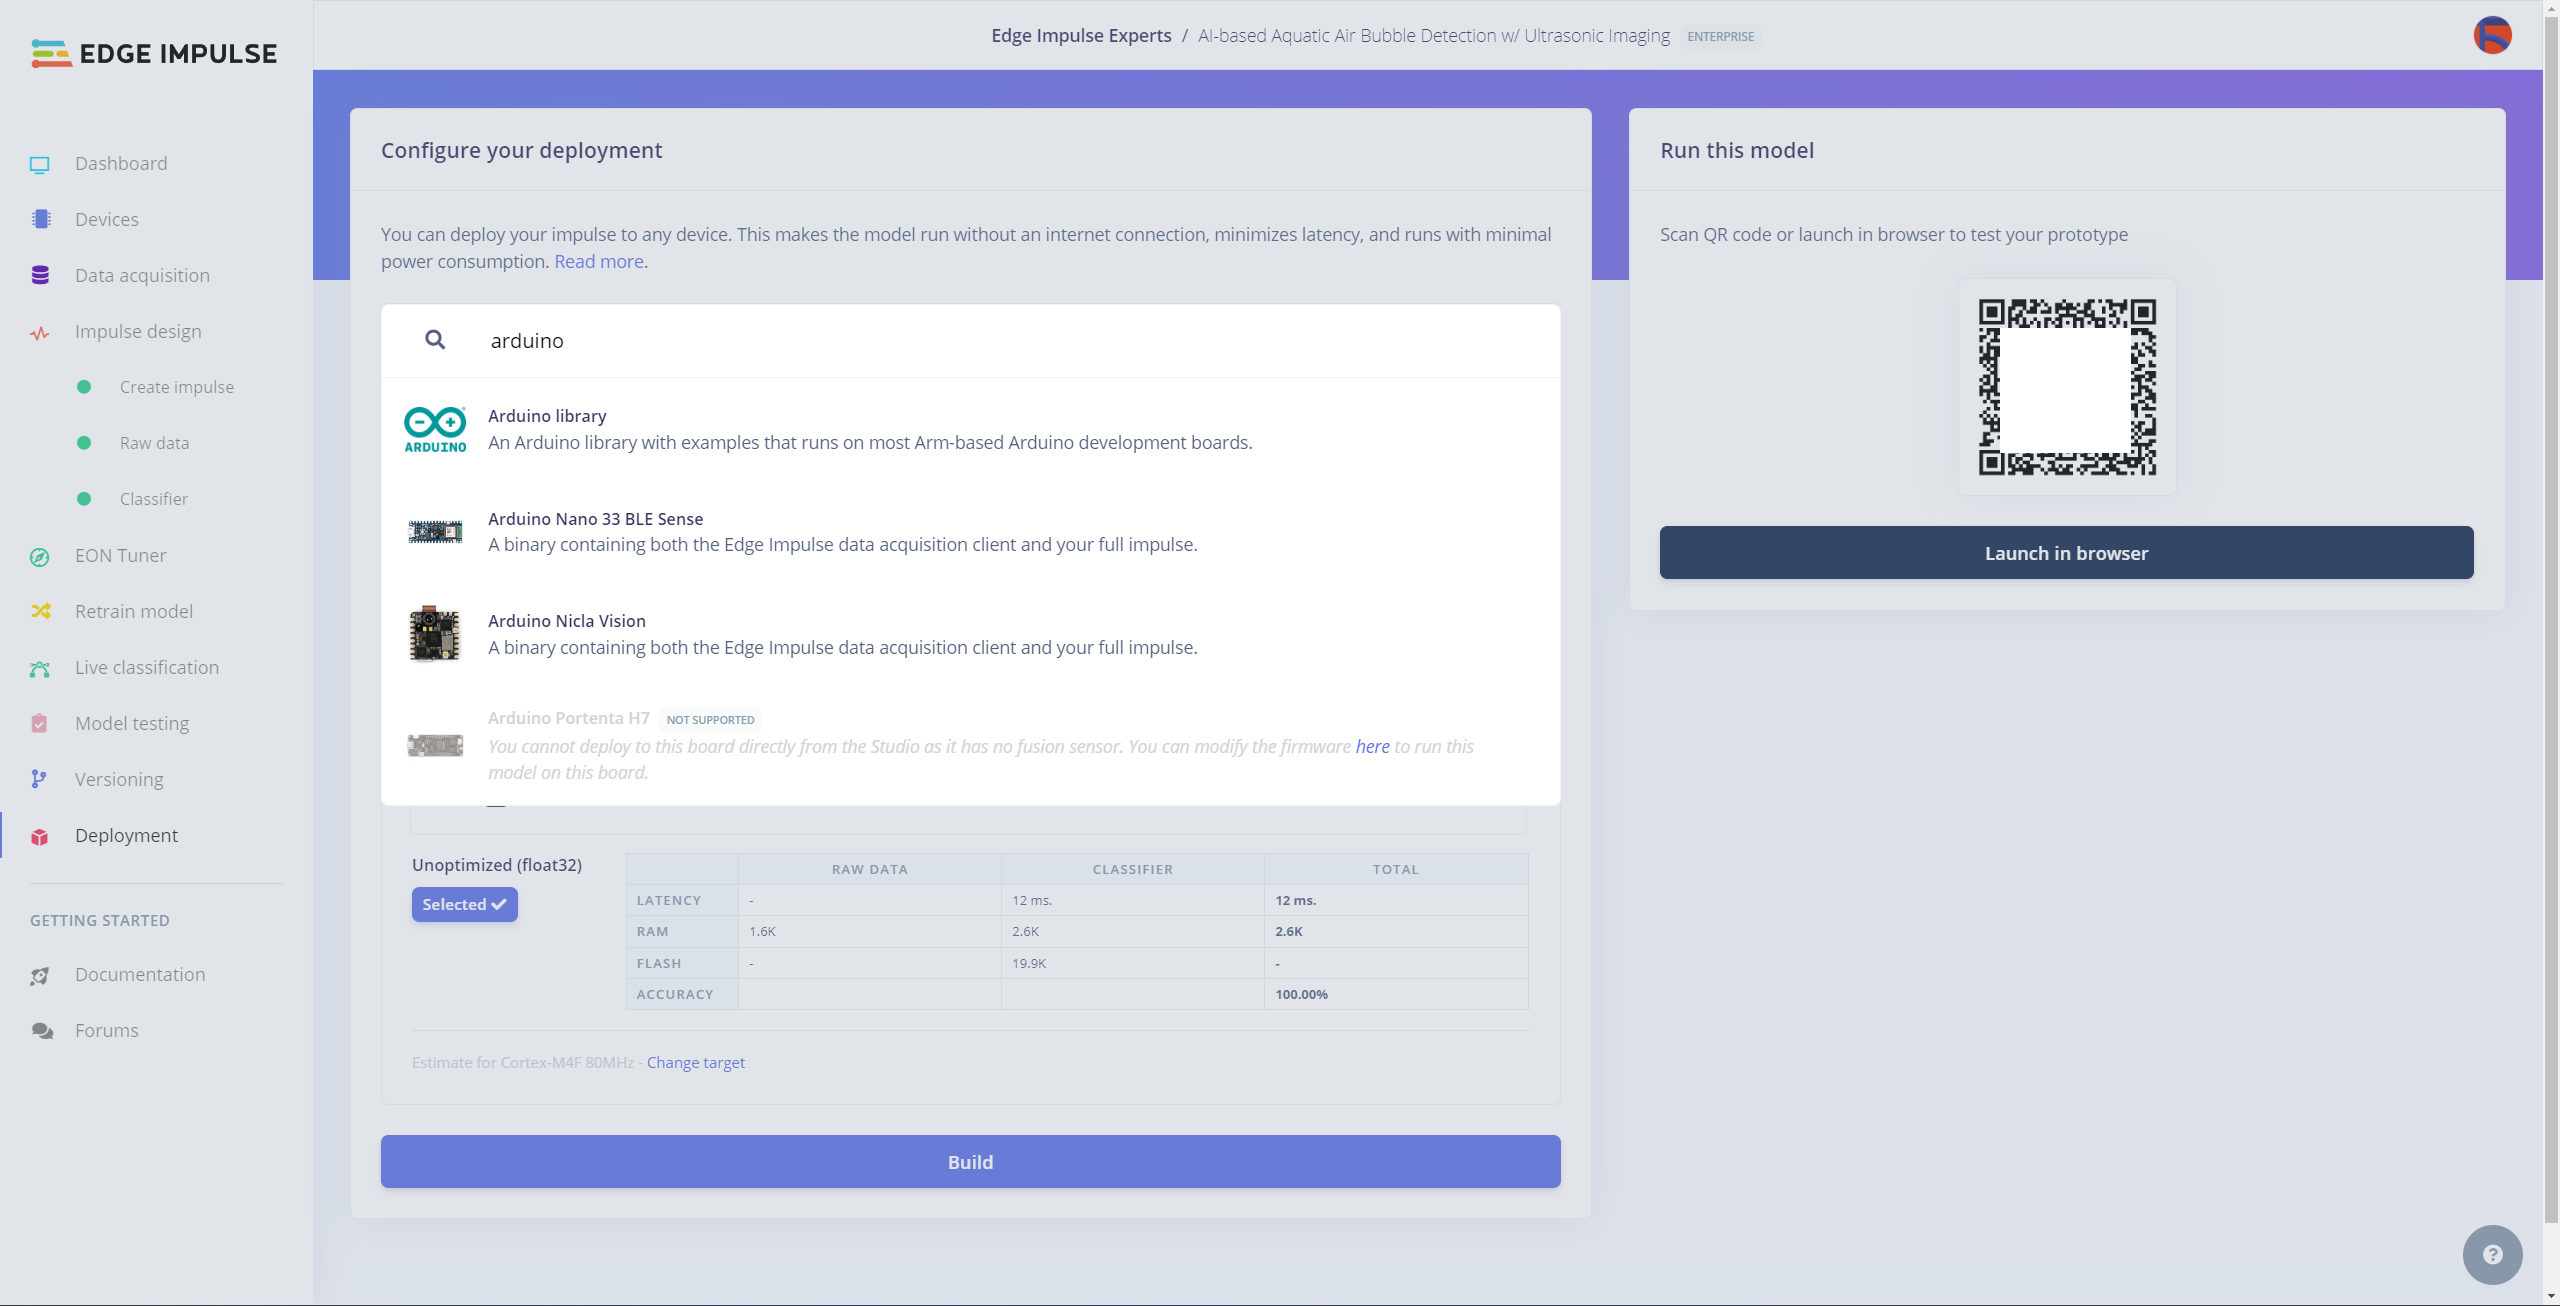 EDGE IMPULSE
Edge Impulse Experts / AI-based Aquatic Air Bubble Detection w/ Ultrasonic Imaging ENTERPRISE
Dashboard
Devices
Data acquisition
Impulse design
Create impulse
Raw data
Classifier
EON Tuner
Retrain model
Live classification
Model testing
Versioning
Deployment
GETTING STARTED
Documentation
Forums
Configure your deployment
You can deploy your impulse to any device. This makes the model run without an internet connection, minimizes latency, and runs with minimal
power consumption. Read more.
arduino
ARDUINO
Arduino library
An Arduino library with examples that runs on most Arm-based Arduino development boards.
Arduino Nano 33 BLE Sense
A binary containing both the Edge Impulse data acquisition client and your full impulse.
Arduino Nicla Vision
A binary containing both the Edge Impulse data acquisition client and your full impulse.
Arduino Portenta H7 NOT SUPPORTED
You cannot deploy to this board directly from the Studio as it has no fusion sensor. You can modify the firmware here to run this
model on this board.
Unoptimized (float32)
Selected
RAW DATA CLASSIFIER TOTAL
LATENCY - 12 ms. 12 ms.
RAM 1.6K 2.6K 2.6K
FLASH - 19.9K -
ACCURACY 100.00%
Estimate for Cortex-M4F 80MHz - Change target
Build
Run this model
Scan QR code or launch in browser to test your prototype
Launch in browser
?